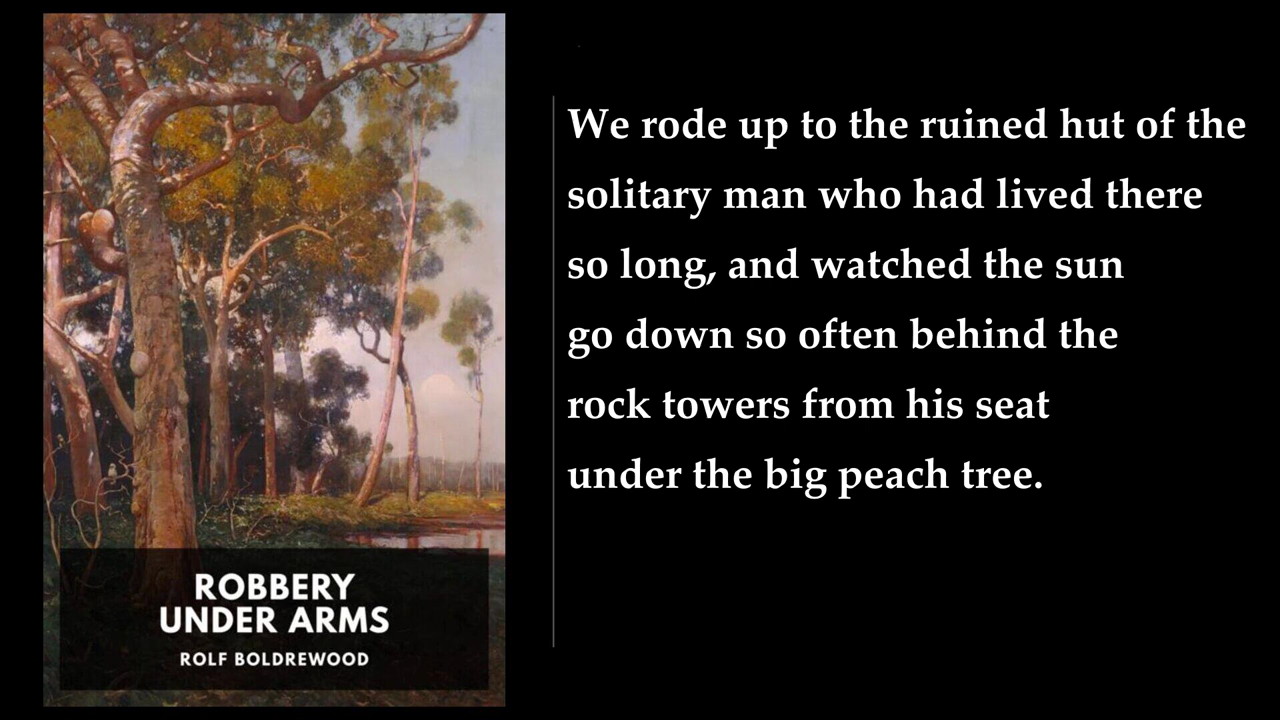 We rode up to the ruined hut of the
solitary man who had lived there
so long, and watched the sun
go down so often behind the
rock towers from his seat
under the big peach tree.
ROBBERY
UNDER ARMS
ROLF BOLDREWOOD